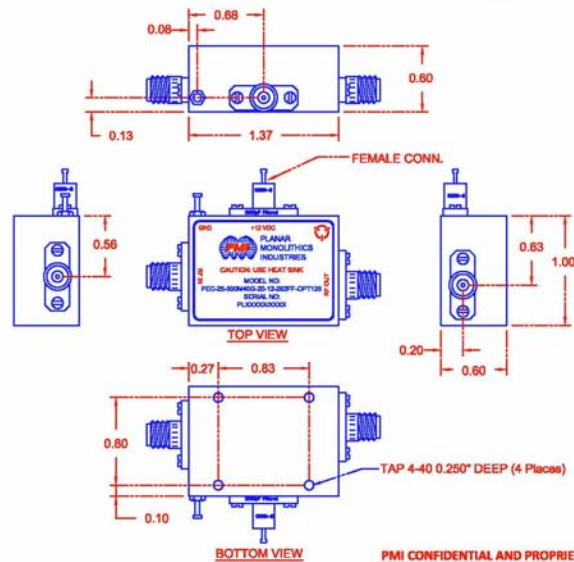 0.68
0.08
0.60
0.13
1.37
FEMALE CONN.
0.56
GND
+12 VDC
PMI
PLANAR
MONOLITHICS
INDUSTRIES
CAUTION: USE HEAT SINK
MODEL NO:
SERIAL NO:
RF OUT
TOP VIEW
0.63
1.00
0.20
0.60
0.27
0.83
0.80
0.10
TAP 4-40 0.250" DEEP (4 Places)
BOTTOM VIEW
PMI CONFIDENTIAL AND PROPRIE